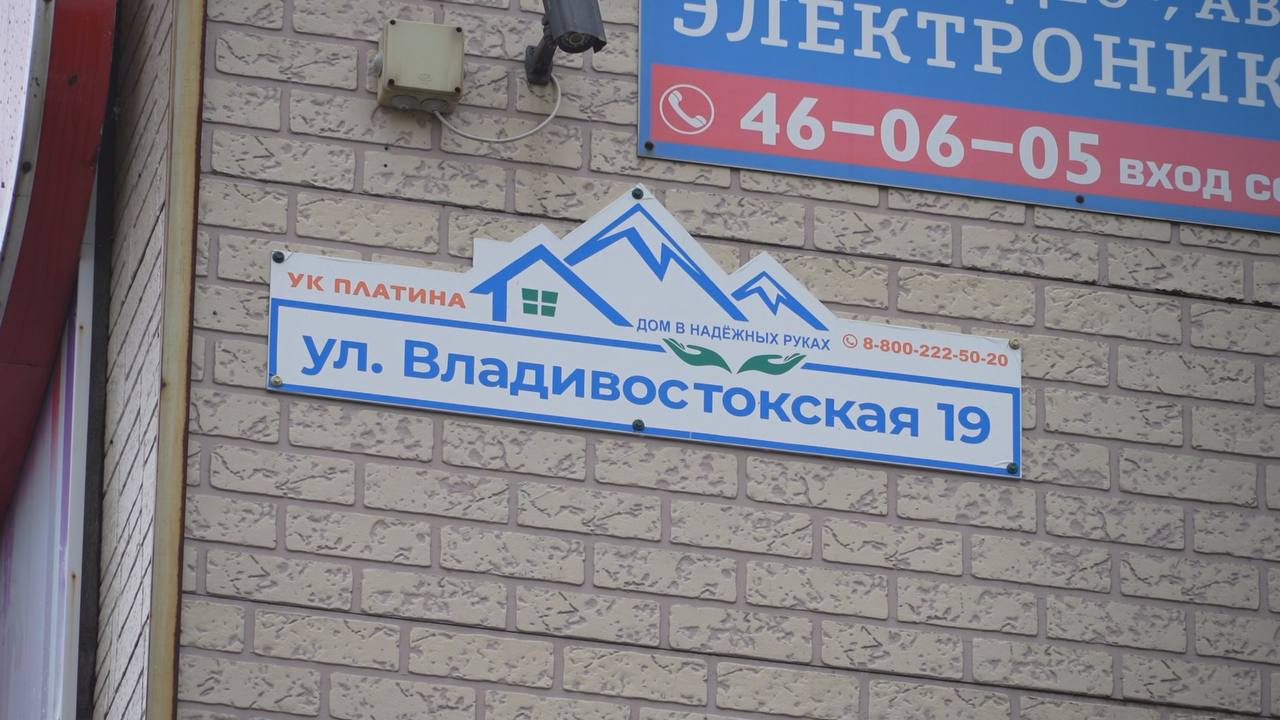 ЭЛЕКТРОНИК
46-06-05 ВХОД
УК ПЛАТИНА
ДОМ В НАДЁЖНЫХ РУКАХ
8-800-222-50-20
ул. Владивостокская 19